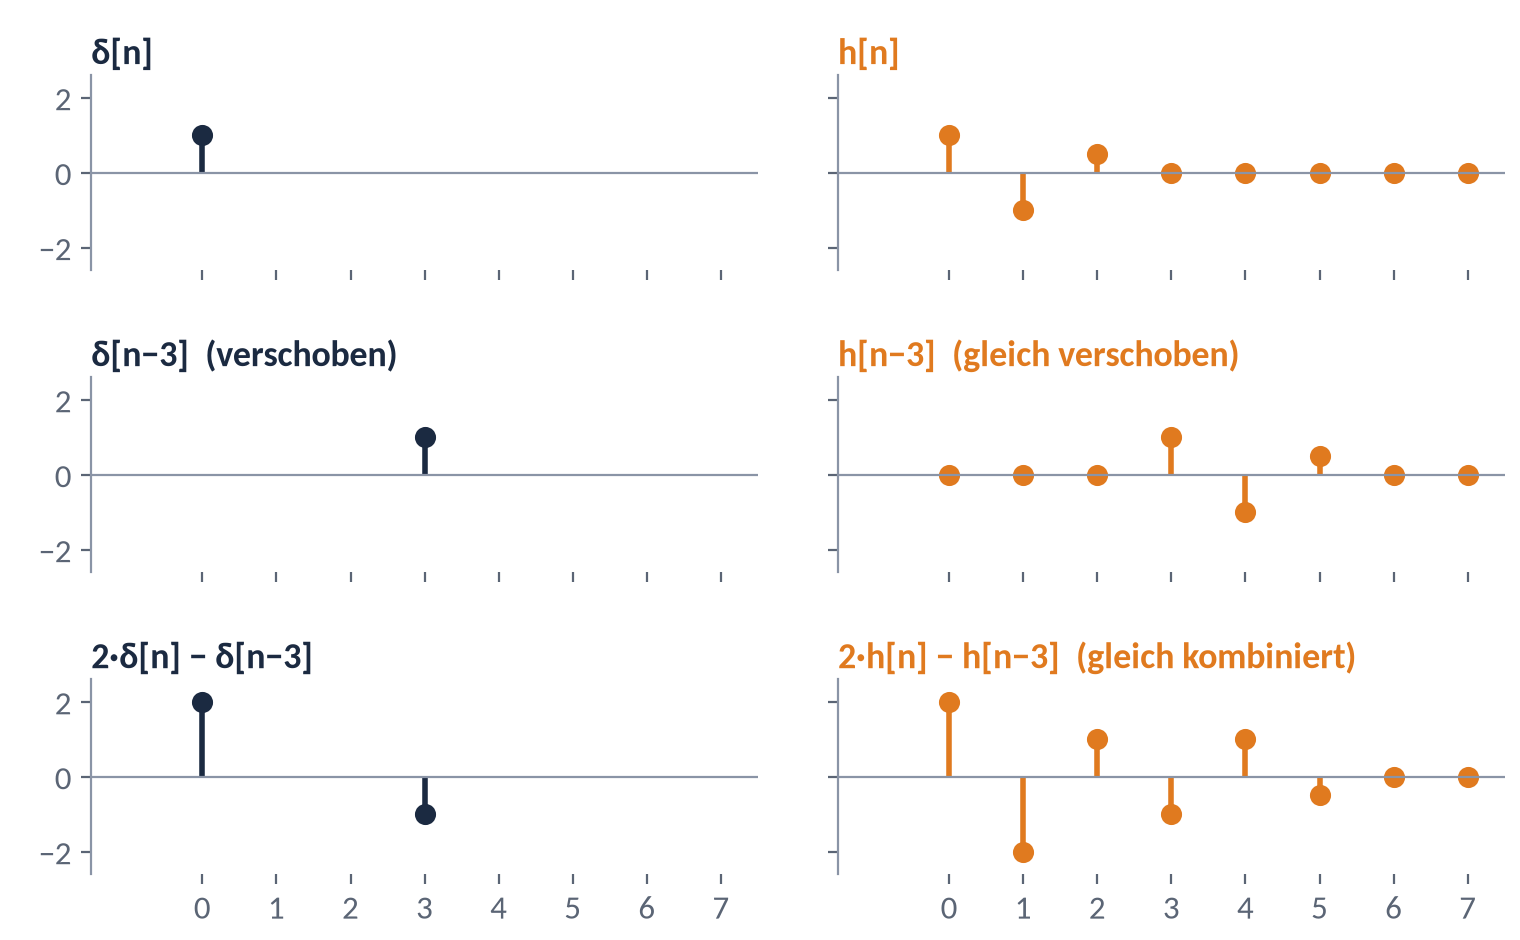 δ[n]
h[n]
2
0
−2
δ[n−3] (verschoben)
h[n−3] (gleich verschoben)
2
0
−2
2·δ[n] − δ[n−3]
2·h[n] − h[n−3] (gleich kombiniert)
2
0
−2
0 1 2 3 4 5 6 7
0 1 2 3 4 5 6 7